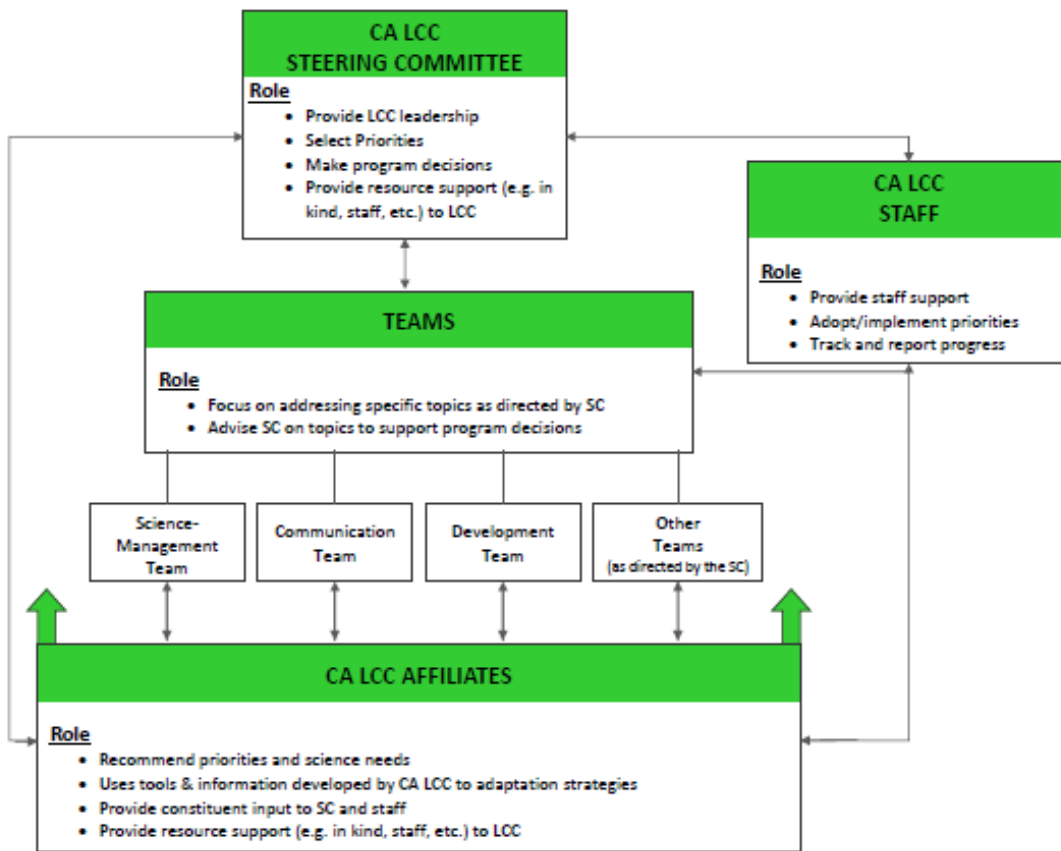 CA LCC
STEERING COMMITTEE
Role
• Provide LCC leadership
• Select Priorities
• Make program decisions
• Provide resource support (e.g. in
kind, staff, etc.) to LCC
CA LCC
STAFF
Role
• Provide staff support
• Adopt/implement priorities
• Track and report progress
TEAMS
Role
• Focus on addressing specific topics as directed by SC
• Advise SC on topics to support program decisions
Science-
Management
Team
Communication
Team
Development
Team
Other
Teams
(as directed by the SC)
CA LCC AFFILIATES
Role
• Recommend priorities and science needs
• Uses tools & information developed by CA LCC to adaptation strategies
• Provide constituent input to SC and staff
• Provide resource support (e.g. in kind, staff, etc.) to LCC